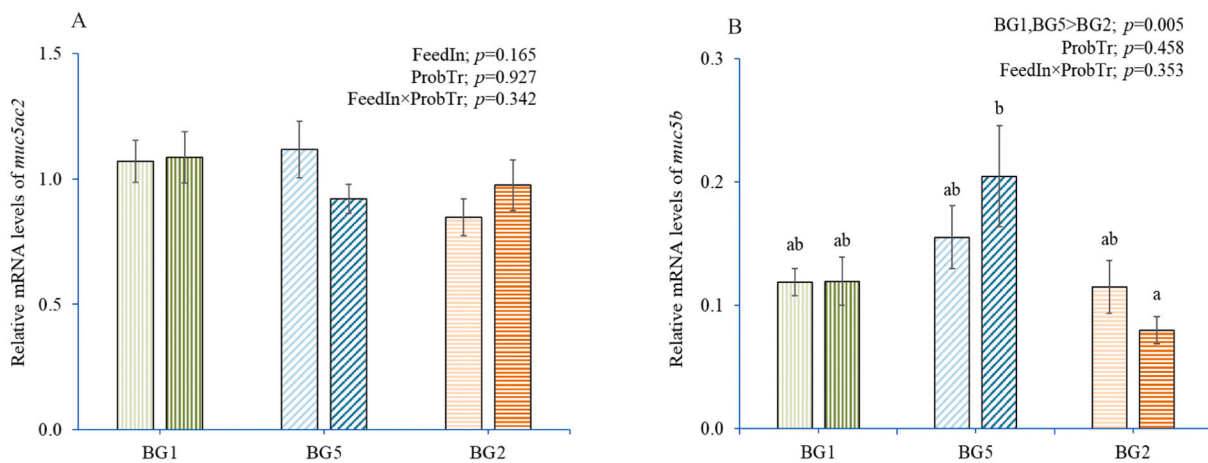 A
FeedIn; p=0.165
ProbTr; p=0.927
FeedIn×ProbTr; p=0.342
Relative mRNA levels of muc5ac2
1.5
1.0
0.5
0.0
BG1 BG5 BG2
B
BG1,BG5>BG2; p=0.005
ProbTr; p=0.458
FeedIn×ProbTr; p=0.353
Relative mRNA levels of muc5b
0.3
0.2
0.1
0.0
ab ab ab b ab a
BG1 BG5 BG2